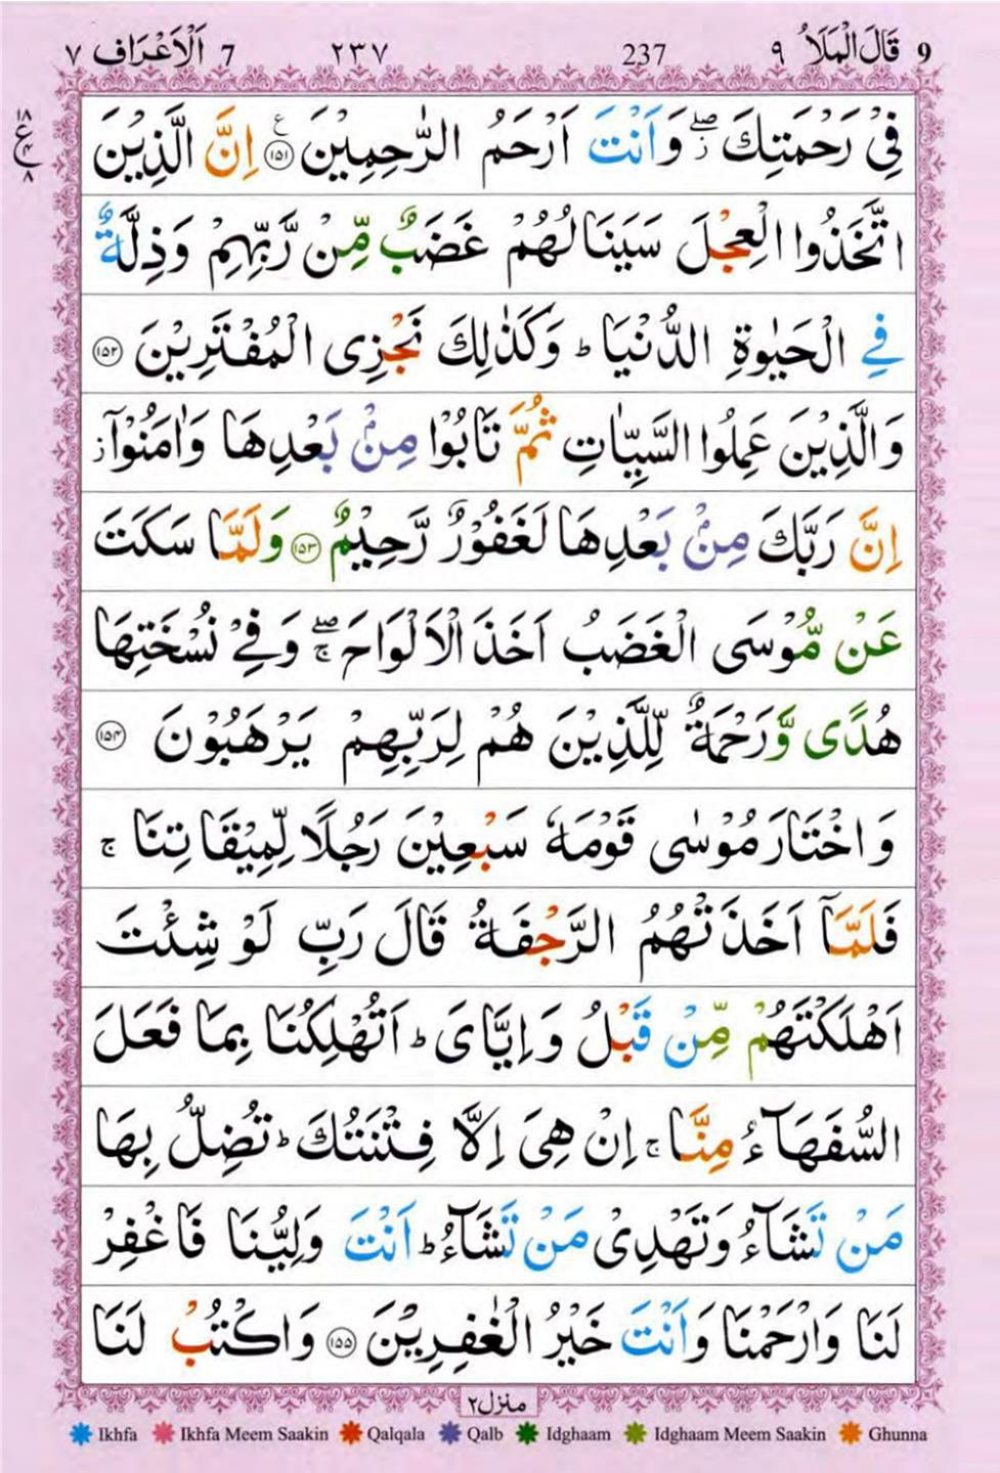 9 قَالَ الْمَلَاُ ٩ 237 ٢٣٧ 7 اَلْاَعْرَاف ٧
١٨
ع
٤
٨
فِيْ رَحْمَتِكَ ۖ ز وَاَنْتَ اَرْحَمُ الرّٰحِمِيْنَ ۧ ﴿١٥١﴾ اِنَّ الَّذِيْنَ
اتَّخَذُوا الْعِجْلَ سَيَنَالُهُمْ غَضَبٌ مِّنْ رَّبِّهِمْ وَذِلَّةٌ
فِي الْحَيٰوةِ الدُّنْيَا ؕ وَكَذٰلِكَ نَجْزِى الْمُفْتَرِيْنَ ﴿١٥٢﴾
وَالَّذِيْنَ عَمِلُوا السَّيِّاٰتِ ثُمَّ تَابُوْا مِنْۢ بَعْدِهَا وَاٰمَنُوْۤا ز
اِنَّ رَبَّكَ مِنْۢ بَعْدِهَا لَغَفُوْرٌ رَّحِيْمٌ ﴿١٥٣﴾ وَلَمَّا سَكَتَ
عَنْ مُّوْسَى الْغَضَبُ اَخَذَ الْاَلْوَاحَ ۖ ج وَفِيْ نُسْخَتِهَا
هُدًى وَّرَحْمَةٌ لِّلَّذِيْنَ هُمْ لِرَبِّهِمْ يَرْهَبُوْنَ ﴿١٥٤﴾
وَاخْتَارَ مُوْسٰى قَوْمَهٗ سَبْعِيْنَ رَجُلًا لِّمِيْقَاتِنَا ۚ
فَلَمَّاۤ اَخَذَتْهُمُ الرَّجْفَةُ قَالَ رَبِّ لَوْ شِئْتَ
اَهْلَكْتَهُمْ مِّنْ قَبْلُ وَاِيَّايَ ؕ اَتُهْلِكُنَا بِمَا فَعَلَ
السُّفَهَآءُ مِنَّا ۚ اِنْ هِيَ اِلَّا فِتْنَتُكَ ؕ تُضِلُّ بِهَا
مَنْ تَشَآءُ وَتَهْدِيْ مَنْ تَشَآءُ ؕ اَنْتَ وَلِيُّنَا فَاغْفِرْ
لَنَا وَارْحَمْنَا وَاَنْتَ خَيْرُ الْغٰفِرِيْنَ ﴿١٥٥﴾ وَاكْتُبْ لَنَا
منزل٢
Ikhfa Ikhfa Meem Saakin Qalqala Qalb Idghaam Idghaam Meem Saakin Ghunna